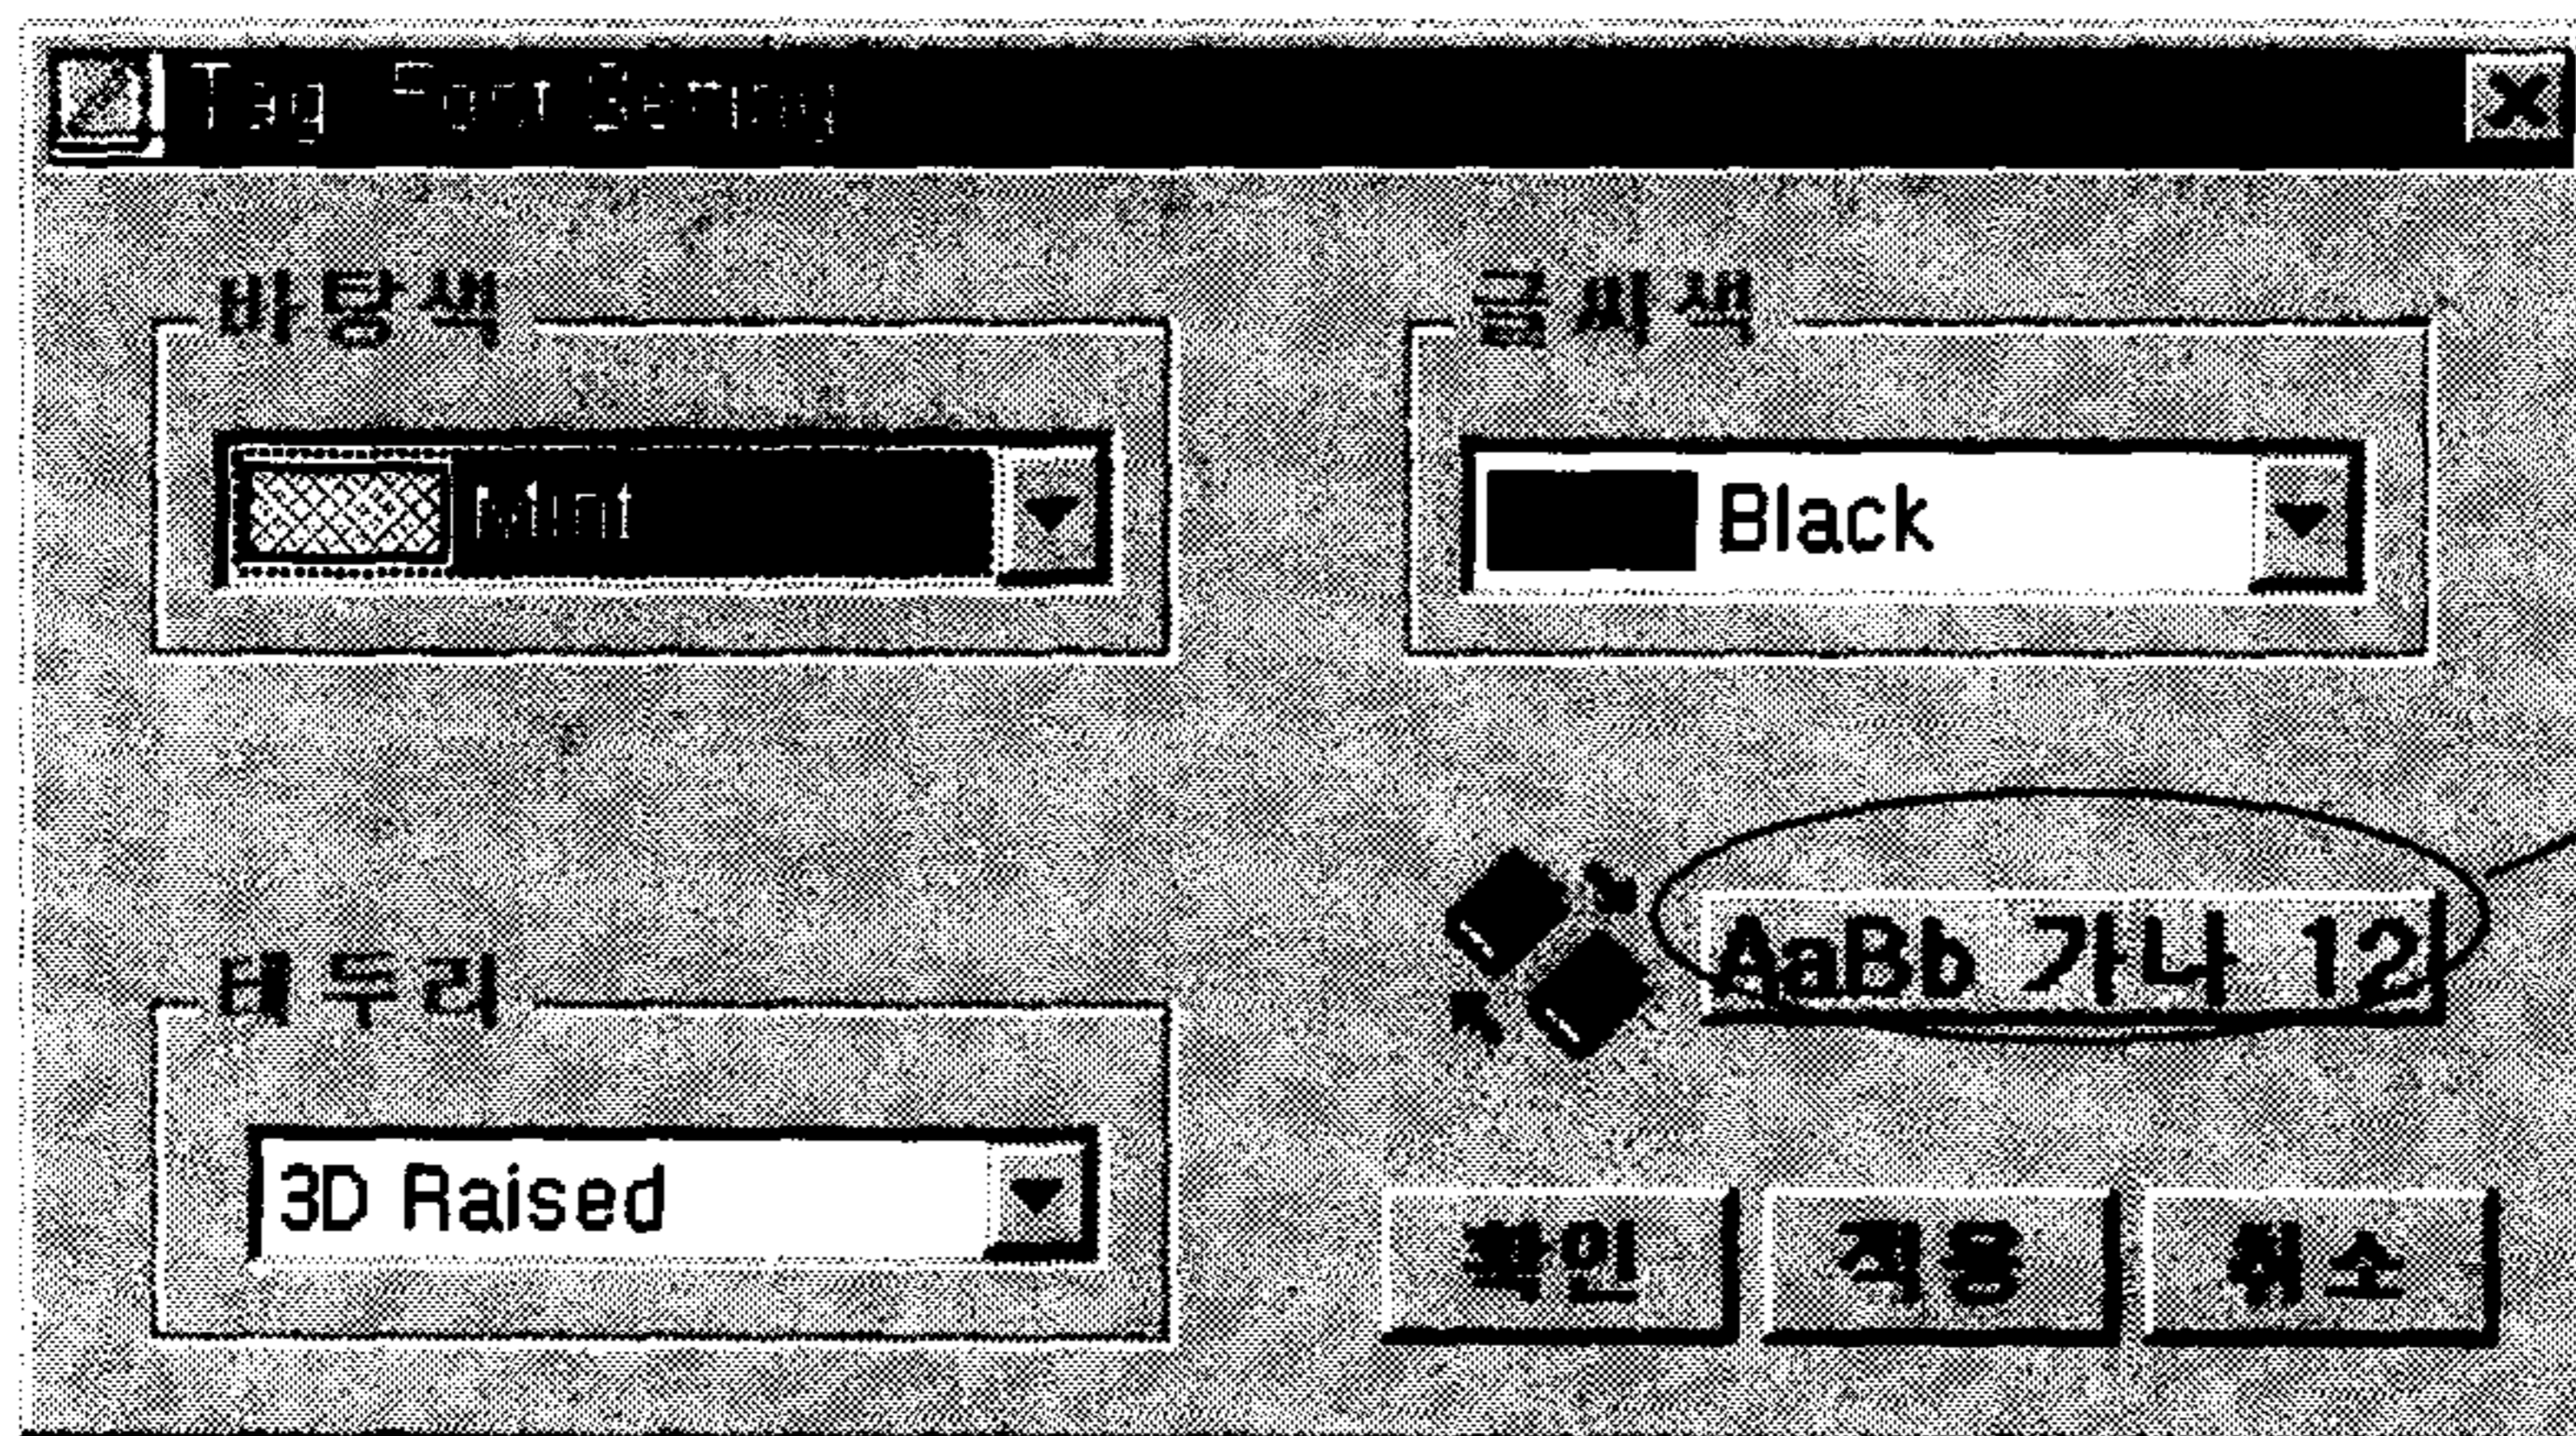 Tag Font Setting
바탕색
글씨색
Mint
Black
AaBb 가나 12
테두리
3D Raised
확인
적용
취소